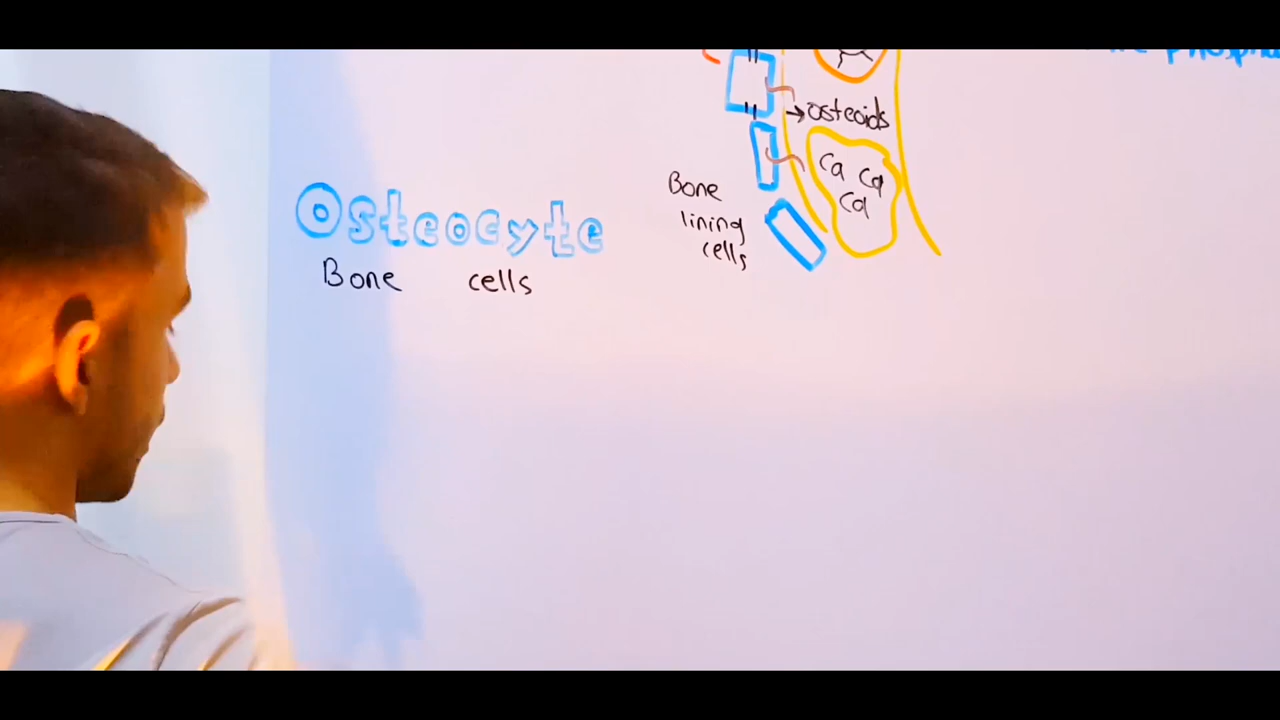 →osteoids
Ca Ca
Ca
Bone
lining
cells
Osteocyte
Bone cells